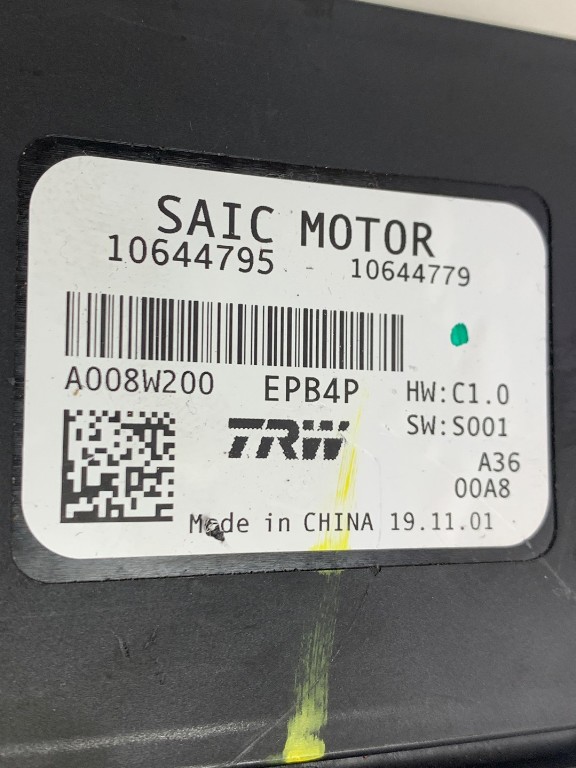 SAIC MOTOR
10644795 - 10644779
A008W200 EPB4P HW:C1.0
TRW SW:S001
A36
00A8
Made in CHINA 19.11.01